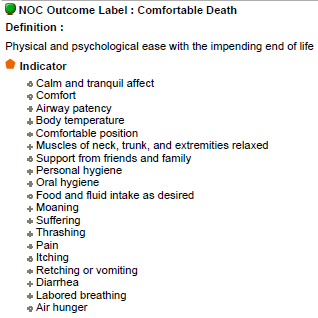 NOC Outcome Label : Comfortable Death
Definition :
Physical and psychological ease with the impending end of life
Indicator
Calm and tranquil affect
Comfort
Airway patency
Body temperature
Comfortable position
Muscles of neck, trunk, and extremities relaxed
Support from friends and family
Personal hygiene
Oral hygiene
Food and fluid intake as desired
Moaning
Suffering
Thrashing
Pain
Itching
Retching or vomiting
Diarrhea
Labored breathing
Air hunger